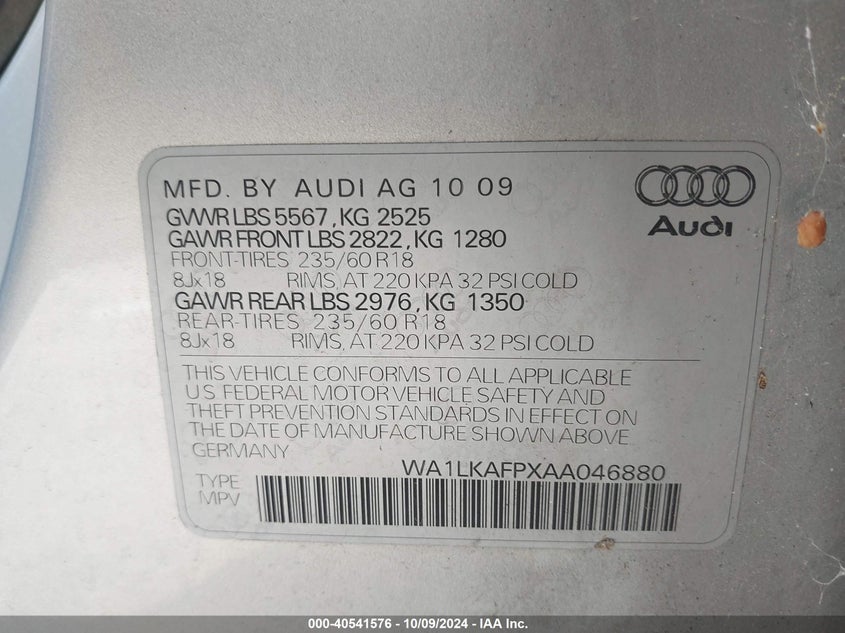 MFD. BY AUDI AG 10 09
GVWR LBS 5567, KG 2525
GAWR FRONT LBS 2822, KG 1280
FRONT-TIRES 235/60 R18
8Jx18 RIMS, AT 220 KPA 32 PSI COLD
GAWR REAR LBS 2976, KG 1350
REAR-TIRES 235/60 R18
8Jx18 RIMS, AT 220 KPA 32 PSI COLD
Audi
THIS VEHICLE CONFORMS TO ALL APPLICABLE
U.S. FEDERAL MOTOR VEHICLE SAFETY AND
THEFT PREVENTION STANDARDS IN EFFECT ON
THE DATE OF MANUFACTURE SHOWN ABOVE
GERMANY
WA1LKAFPXAA046880
TYPE
MPV
000-40541576 - 10/09/2024 - IAA Inc.